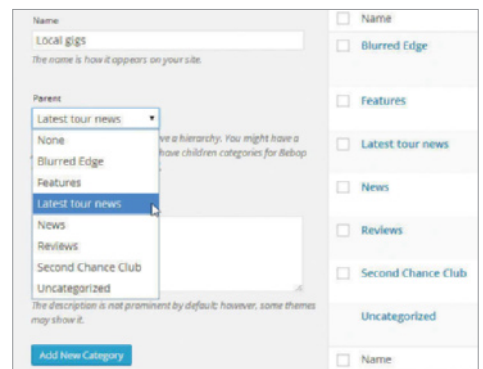 Name
Local gigs
The name is how it appears on your site.
Parent
Latest tour news
ve a hierarchy. You might have a
have children categories for Bebop
None
Blurred Edge
Features
Latest tour news
News
Reviews
Second Chance Club
Uncategorized
The description is not prominent by default; however, some themes
may show it.
Add New Category
Name
Blurred Edge
Features
Latest tour news
News
Reviews
Second Chance Club
Uncategorized
Name